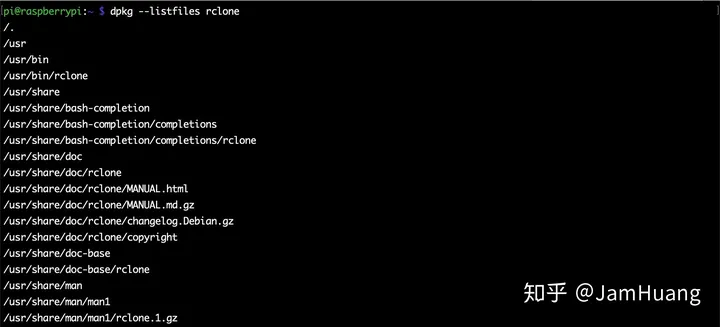 pi@raspberrypi:~ $ dpkg --listfiles rclone
/.
/usr
/usr/bin
/usr/bin/rclone
/usr/share
/usr/share/bash-completion
/usr/share/bash-completion/completions
/usr/share/bash-completion/completions/rclone
/usr/share/doc
/usr/share/doc/rclone
/usr/share/doc/rclone/MANUAL.html
/usr/share/doc/rclone/MANUAL.md.gz
/usr/share/doc/rclone/changelog.Debian.gz
/usr/share/doc/rclone/copyright
/usr/share/doc-base
/usr/share/doc-base/rclone
/usr/share/man
/usr/share/man/man1
/usr/share/man/man1/rclone.1.gz
知乎 @JamHuang